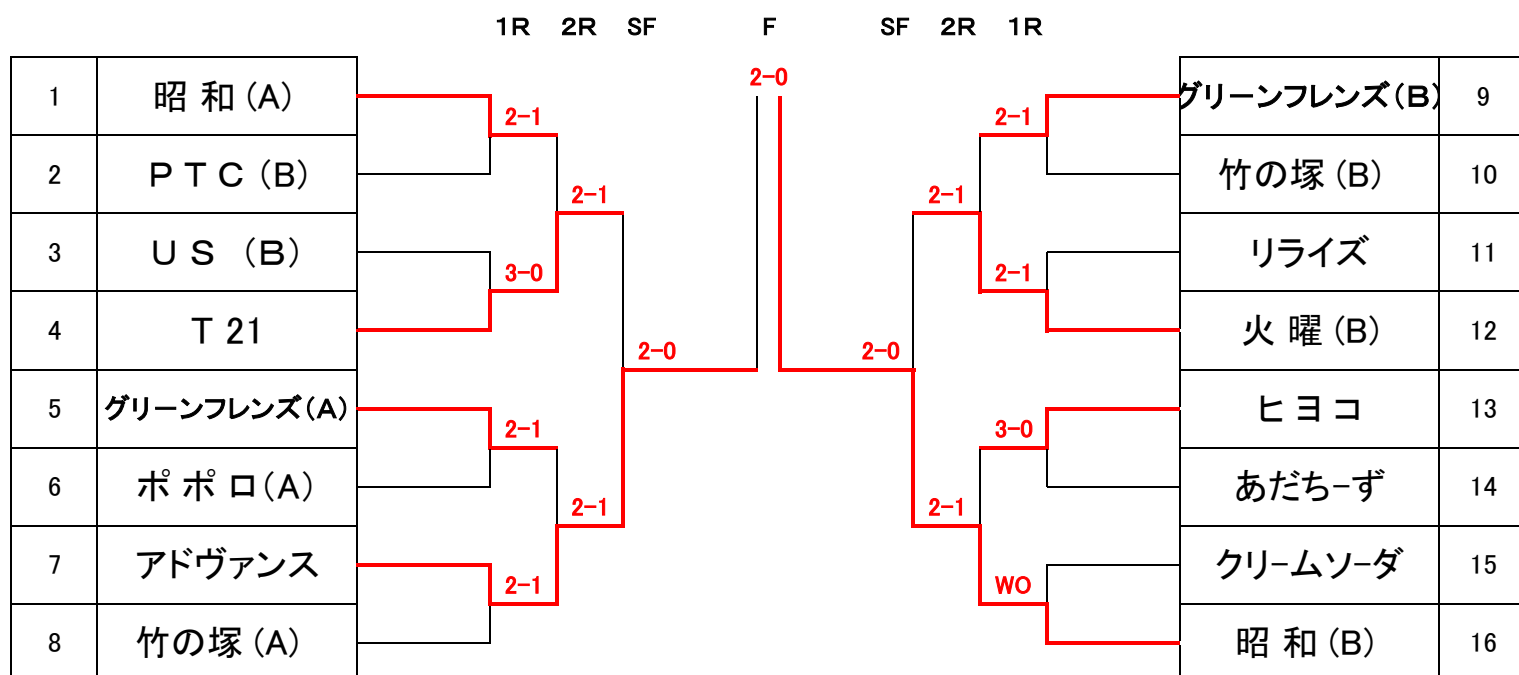 1R 2R SF F SF 2R 1R
2-0
1 昭 和 (A) グリーンフレンズ(B) 9
2-1 2-1
2 P T C (B) 竹の塚 (B) 10
2-1 2-1
3 U S (B) リライズ 11
3-0 2-1
4 T 21 火 曜 (B) 12
2-0 2-0
5 グリーンフレンズ(A) ヒ ヨ コ 13
2-1 3-0
6 ポ ポ ロ(A) あだち-ず 14
2-1 2-1
7 アドヴァンス クリ-ムソ-ダ 15
2-1 WO
8 竹の塚 (A) 昭 和 (B) 16